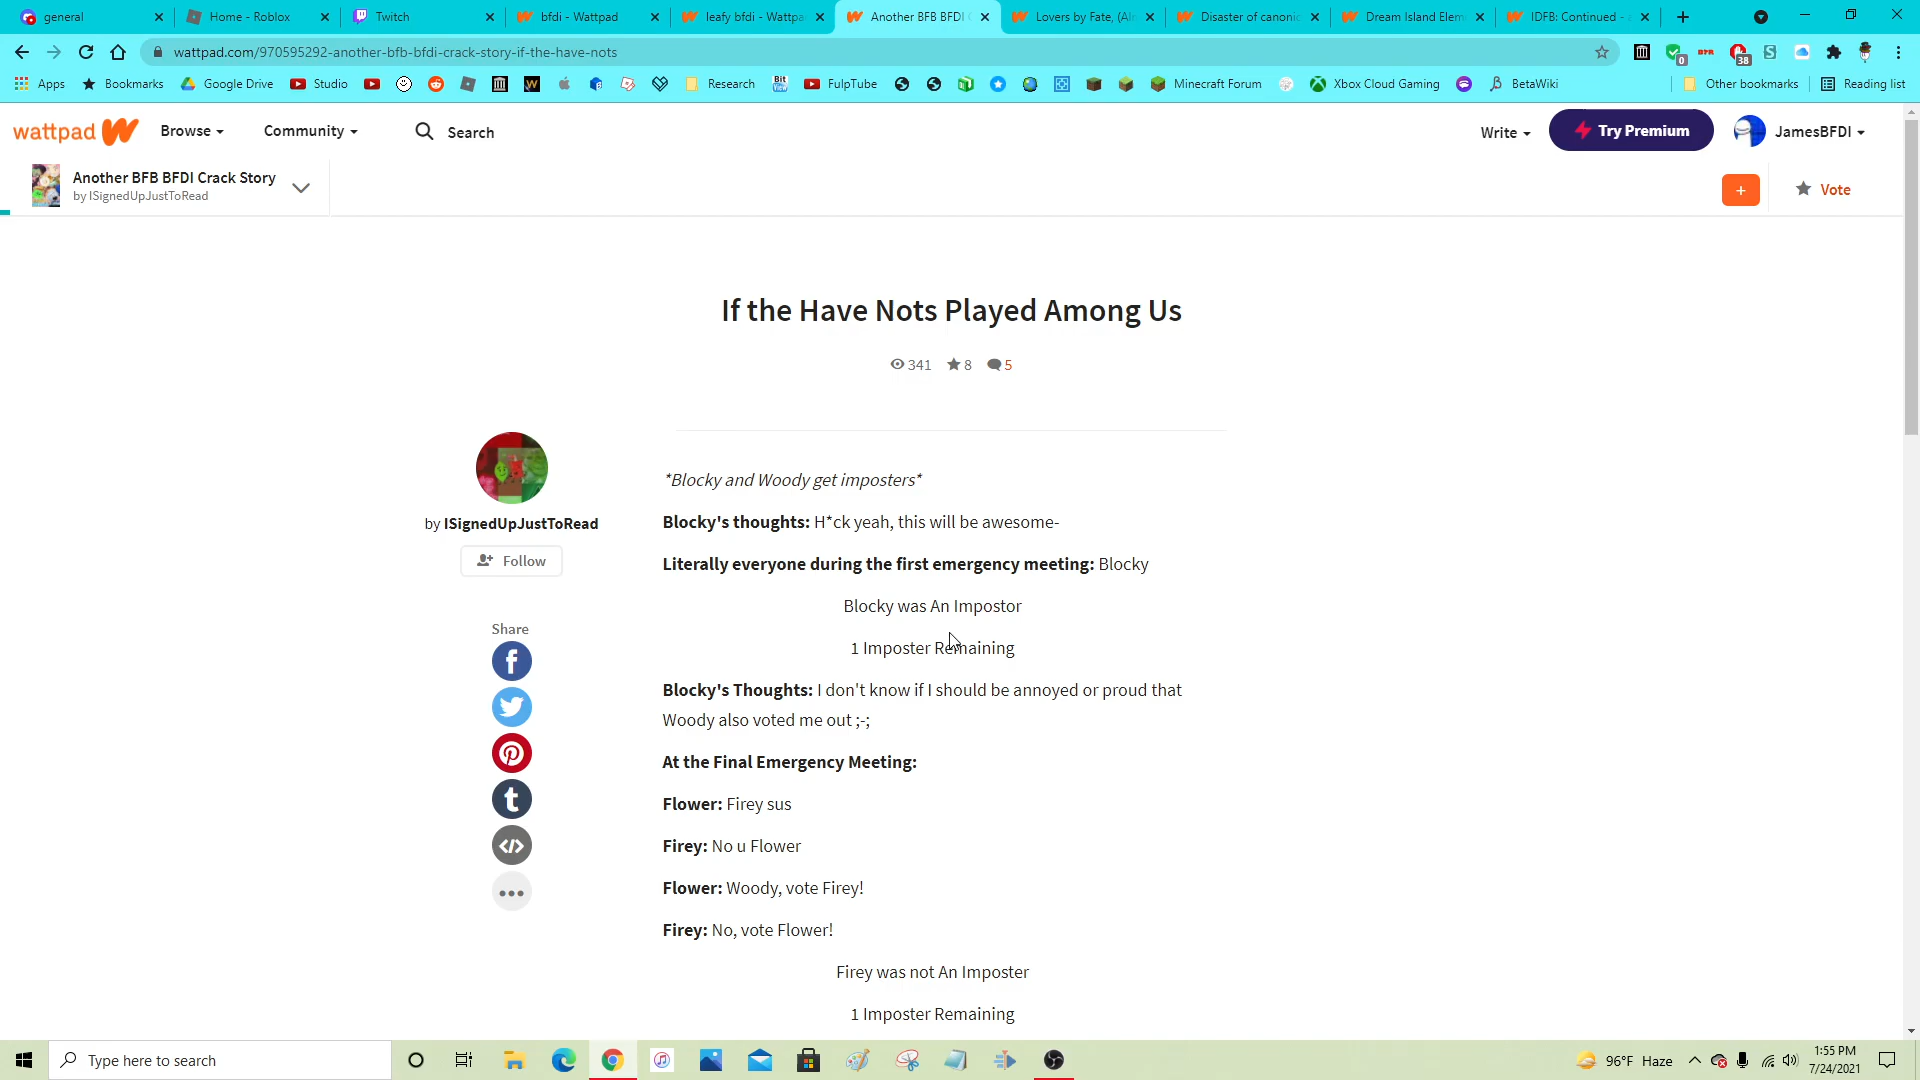 general
Home - Roblox
Twitch
bfdi - Wattpad
leafy bfdi - Wattpa
Another BFB BFDI C
Lovers by Fate, (Al
Disaster of canonic
Dream Island Elem
IDFB: Continued - a
wattpad.com/970595292-another-bfb-bfdi-crack-story-if-the-have-nots
0
BTR
38
Apps
Bookmarks
Google Drive
Studio
Research
Bit View
FulpTube
Minecraft Forum
Xbox Cloud Gaming
BetaWiki
Other bookmarks
Reading list
wattpad
Browse
Community
Search
Write
Try Premium
JamesBFDI
Another BFB BFDI Crack Story
by ISignedUpJustToRead
+
Vote
If the Have Nots Played Among Us
341 8 5
by ISignedUpJustToRead
Follow
Share
*Blocky and Woody get imposters*
Blocky's thoughts: H*ck yeah, this will be awesome-
Literally everyone during the first emergency meeting: Blocky
Blocky was An Impostor
1 Imposter Remaining
Blocky's Thoughts: I don't know if I should be annoyed or proud that
Woody also voted me out ;-;
At the Final Emergency Meeting:
Flower: Firey sus
Firey: No u Flower
Flower: Woody, vote Firey!
Firey: No, vote Flower!
Firey was not An Imposter
1 Imposter Remaining
Type here to search
96°F Haze
1:55 PM
7/24/2021